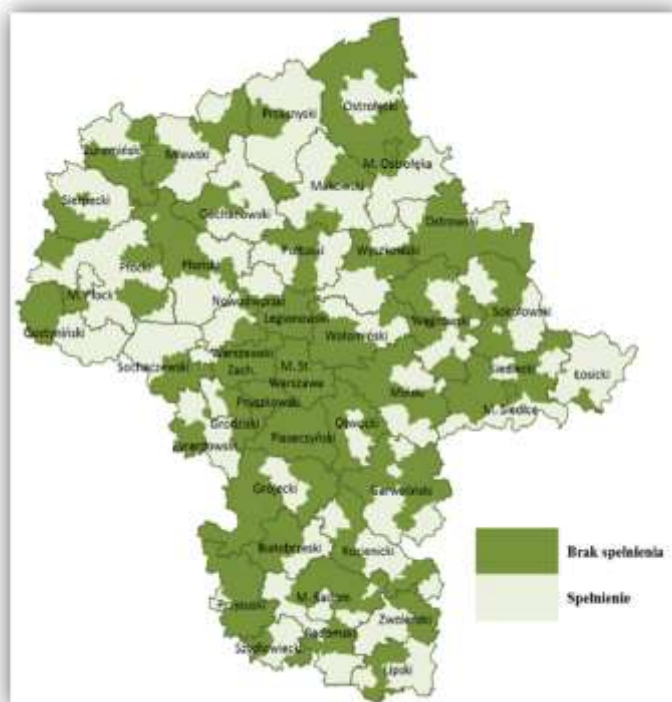 Ostrołęcki
Przasnyski
Żuromiński
Mławski
M. Ostrołęka
Makowski
Sierpecki
Ciechanowski
Ostrowski
Pułtuski
Wyszkowski
Płocki
Płoński
M. Płock
Nowodworski
Sokołowski
Węgrowski
Legionowski
Gostyniński
Wołomiński
Sochaczewski
Warszawski
Zach.
M. St.
Warszawa
Siedlecki
Łosicki
Miński
M. Siedlce
Pruszkowski
Grodziski
Otwocki
Piaseczyński
Żyrardowski
Grójecki
Garwoliński
Białobrzeski
Kozienicki
Brak spełnienia
Spełnienie
M. Radom
Przysuski
Zwoleński
Radomski
Szydłowiecki
Lipski